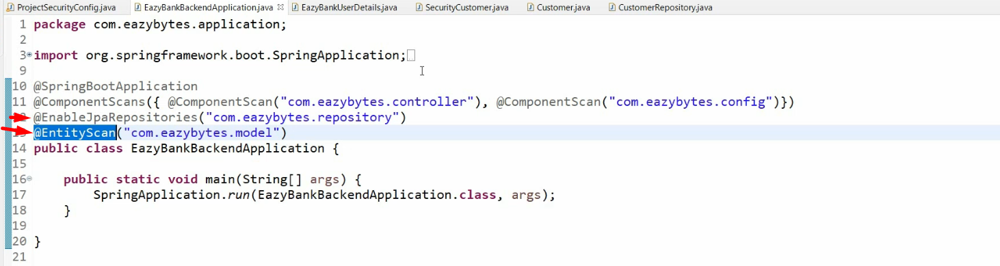 ProjectSecurityConfig.java EazyBankBackendApplication.java EazyBankUserDetails.java SecurityCustomer.java Customer.java CustomerRepository.java
1 package com.eazybytes.application;
2
3 import org.springframework.boot.SpringApplication;
9
10 @SpringBootApplication
11 @ComponentScans({ @ComponentScan("com.eazybytes.controller"), @ComponentScan("com.eazybytes.config")})
@EnableJpaRepositories("com.eazybytes.repository")
@EntityScan("com.eazybytes.model")
14 public class EazyBankBackendApplication {
15
16 public static void main(String[] args) {
17 SpringApplication.run(EazyBankBackendApplication.class, args);
18 }
19
20 }
21